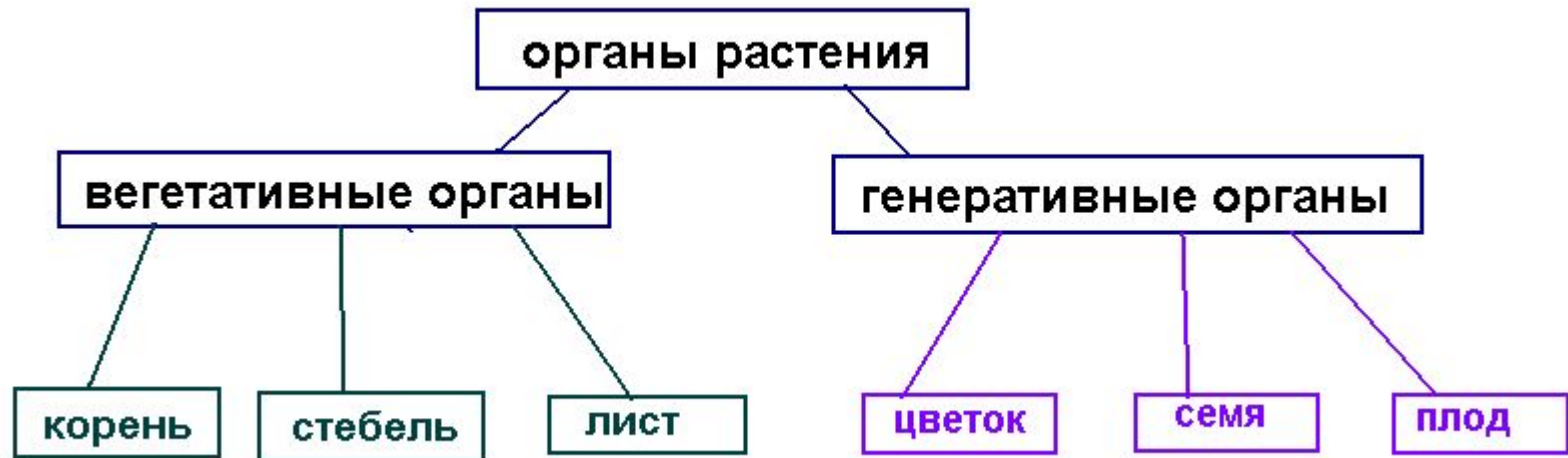 органы растения
вегетативные органы
генеративные органы
корень
стебель
лист
цветок
семя
плод